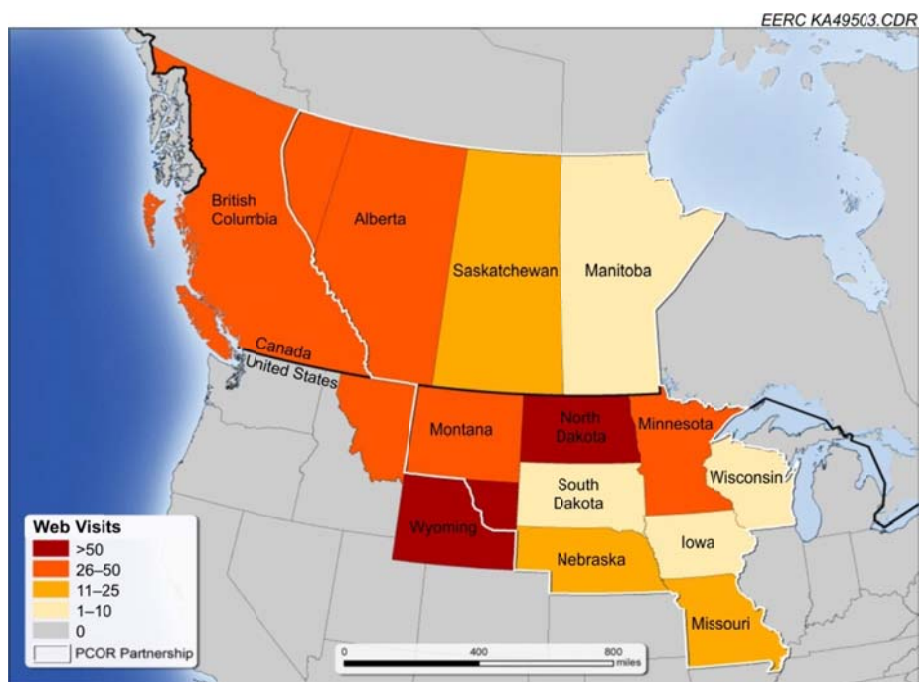 EERC KA49503.CDR
British
Columbia
Alberta
Saskatchewan
Manitoba
Canada
United States
Montana
North
Dakota
Minnesota
Wisconsin
South
Dakota
Wyoming
Iowa
Nebraska
Missouri
Web Visits
>50
26–50
11–25
1–10
0
PCOR Partnership
0 400 800
miles